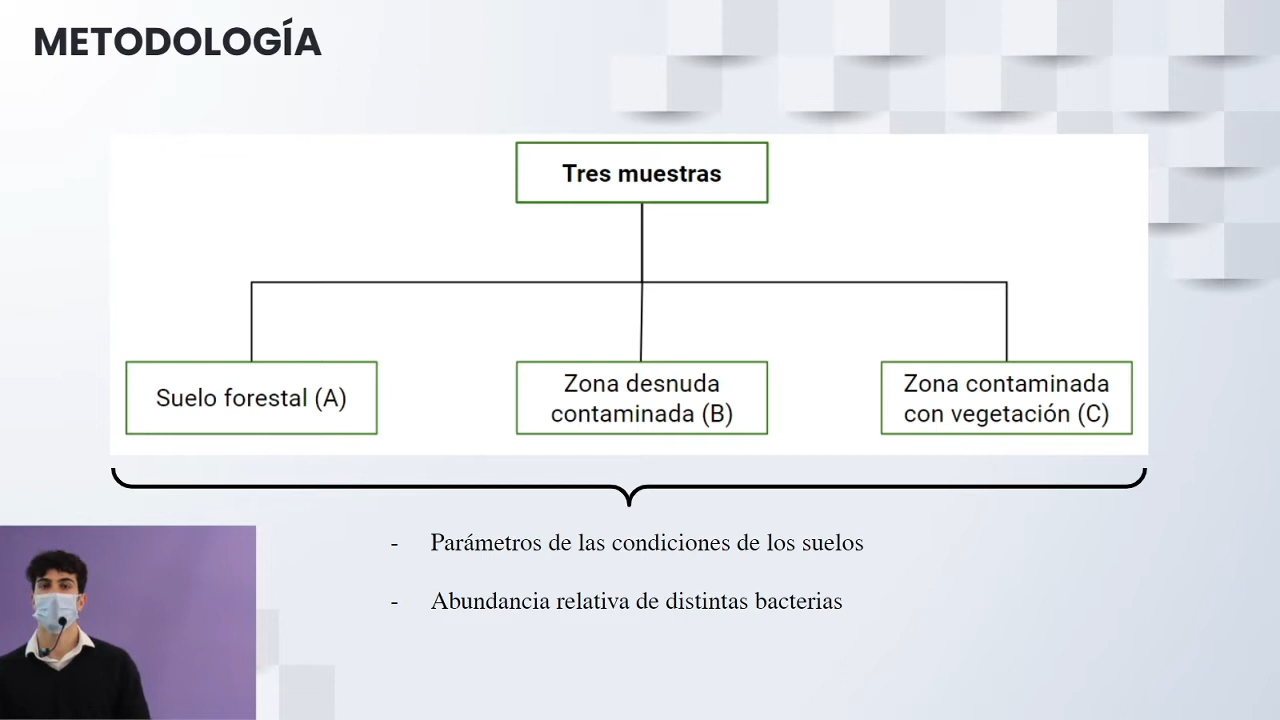 METODOLOGÍA
Tres muestras
Suelo forestal (A)
Zona desnuda
contaminada (B)
Zona contaminada
con vegetación (C)
- Parámetros de las condiciones de los suelos
- Abundancia relativa de distintas bacterias